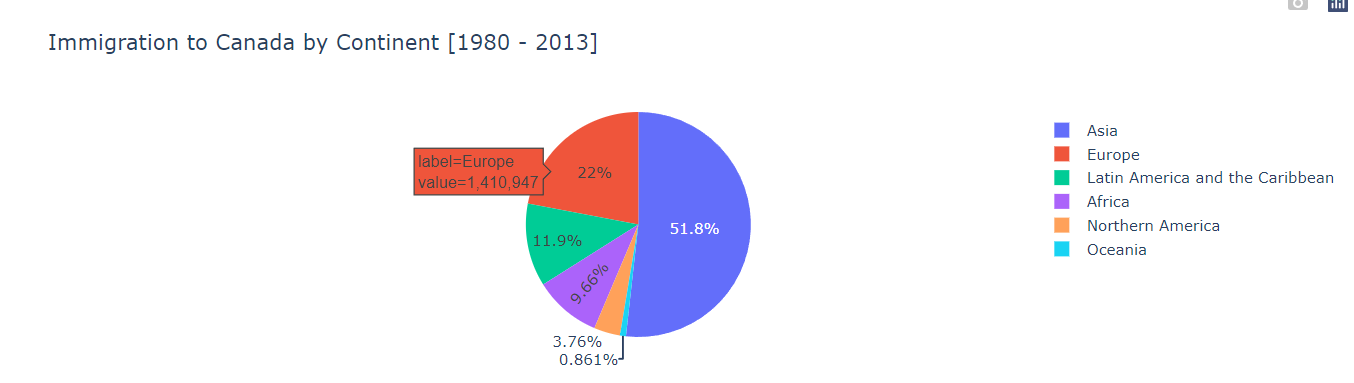 Immigration to Canada by Continent [1980 - 2013]
label=Europe
value=1,410,947
22%
51.8%
11.9%
9.66%
3.76%
0.861%
Asia
Europe
Latin America and the Caribbean
Africa
Northern America
Oceania